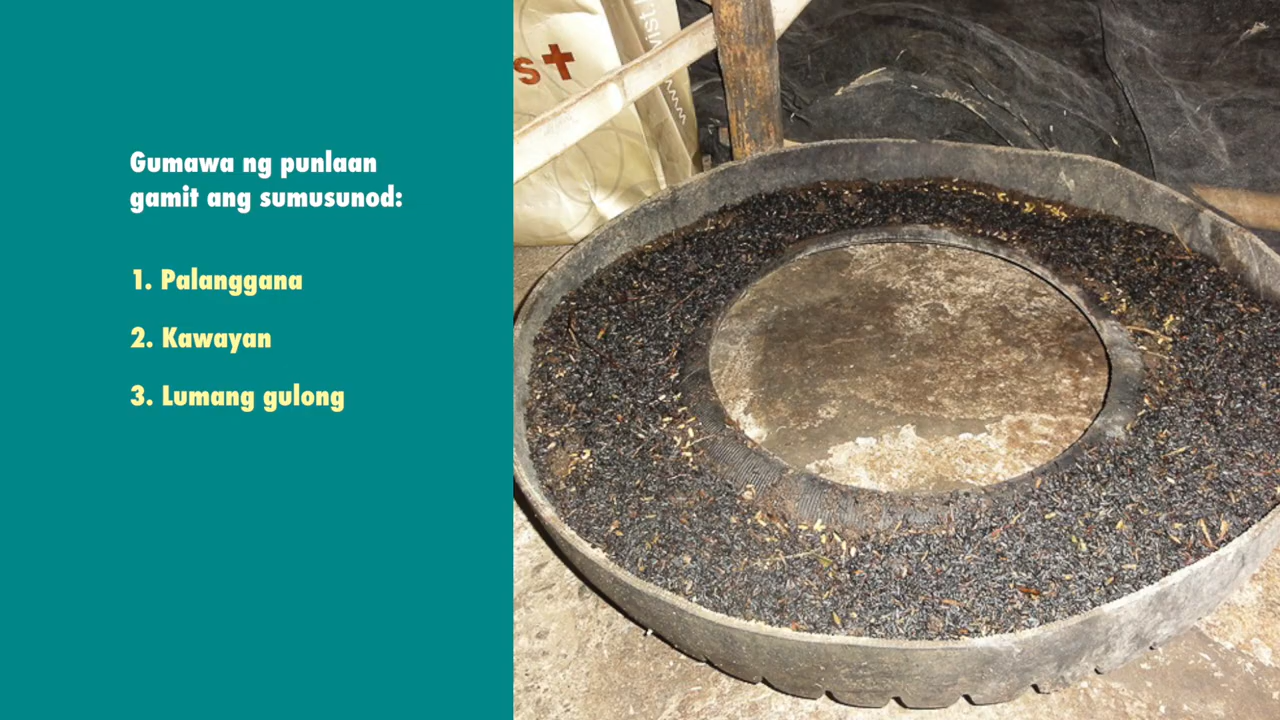 Gumawa ng punlaan
gamit ang sumusunod:
1. Palanggana
2. Kawayan
3. Lumang gulong